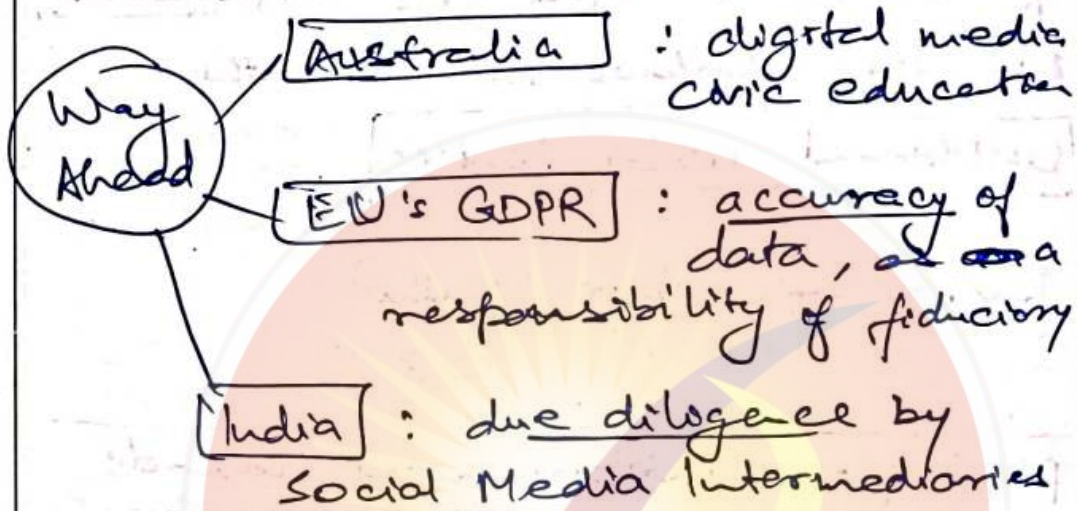 Way
Ahead
Australia : digital media
civic education
EU's GDPR : accuracy of
data, a
responsibility of fiduciary
India : due diligence by
Social Media Intermediaries